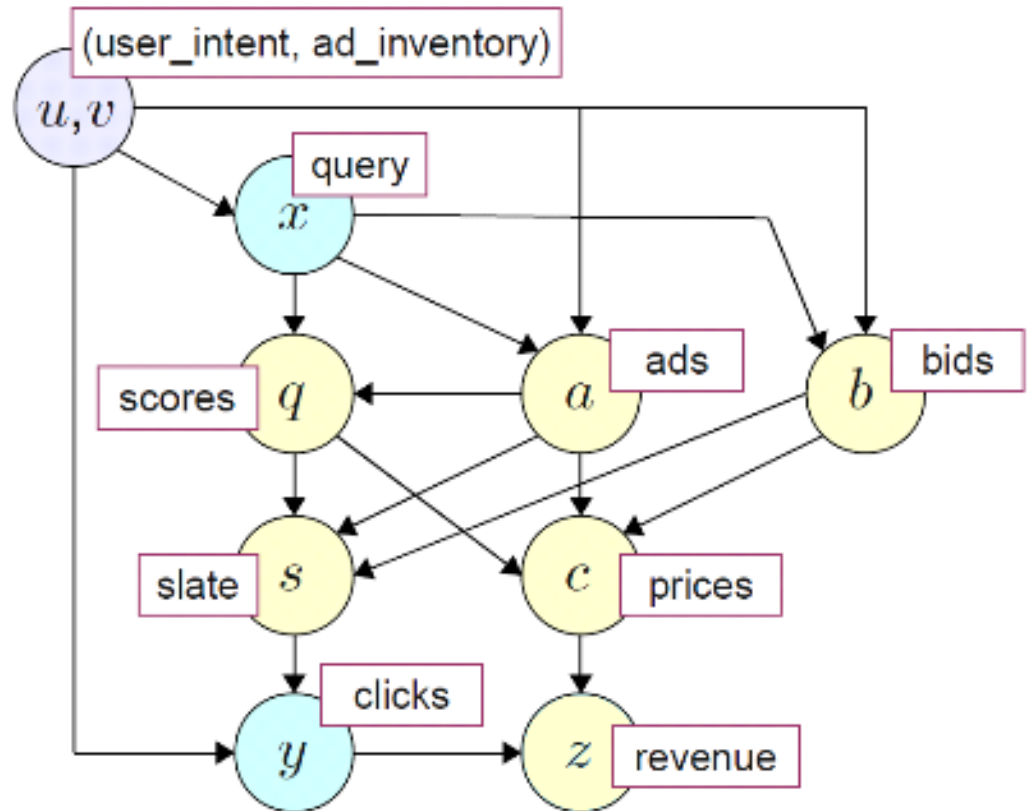 (user_intent, ad_inventory)
u,v
query
x
ads
bids
scores
q
a
b
slate
s
c
prices
clicks
y
z
revenue